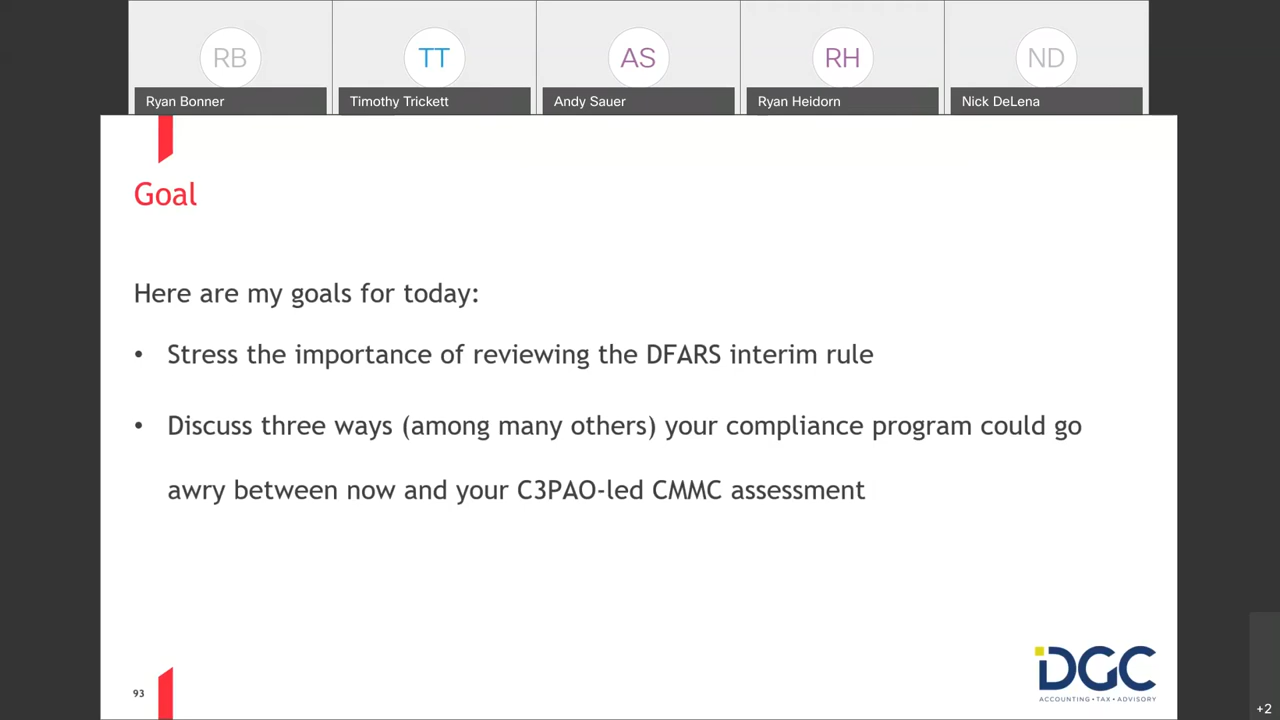 RB
TT
AS
RH
ND
Ryan Bonner
Timothy Trickett
Andy Sauer
Ryan Heidorn
Nick DeLena
Goal
Here are my goals for today:
• Stress the importance of reviewing the DFARS interim rule
• Discuss three ways (among many others) your compliance program could go
awry between now and your C3PAO-led CMMC assessment
93
DGC
ACCOUNTING • TAX • ADVISORY
+2